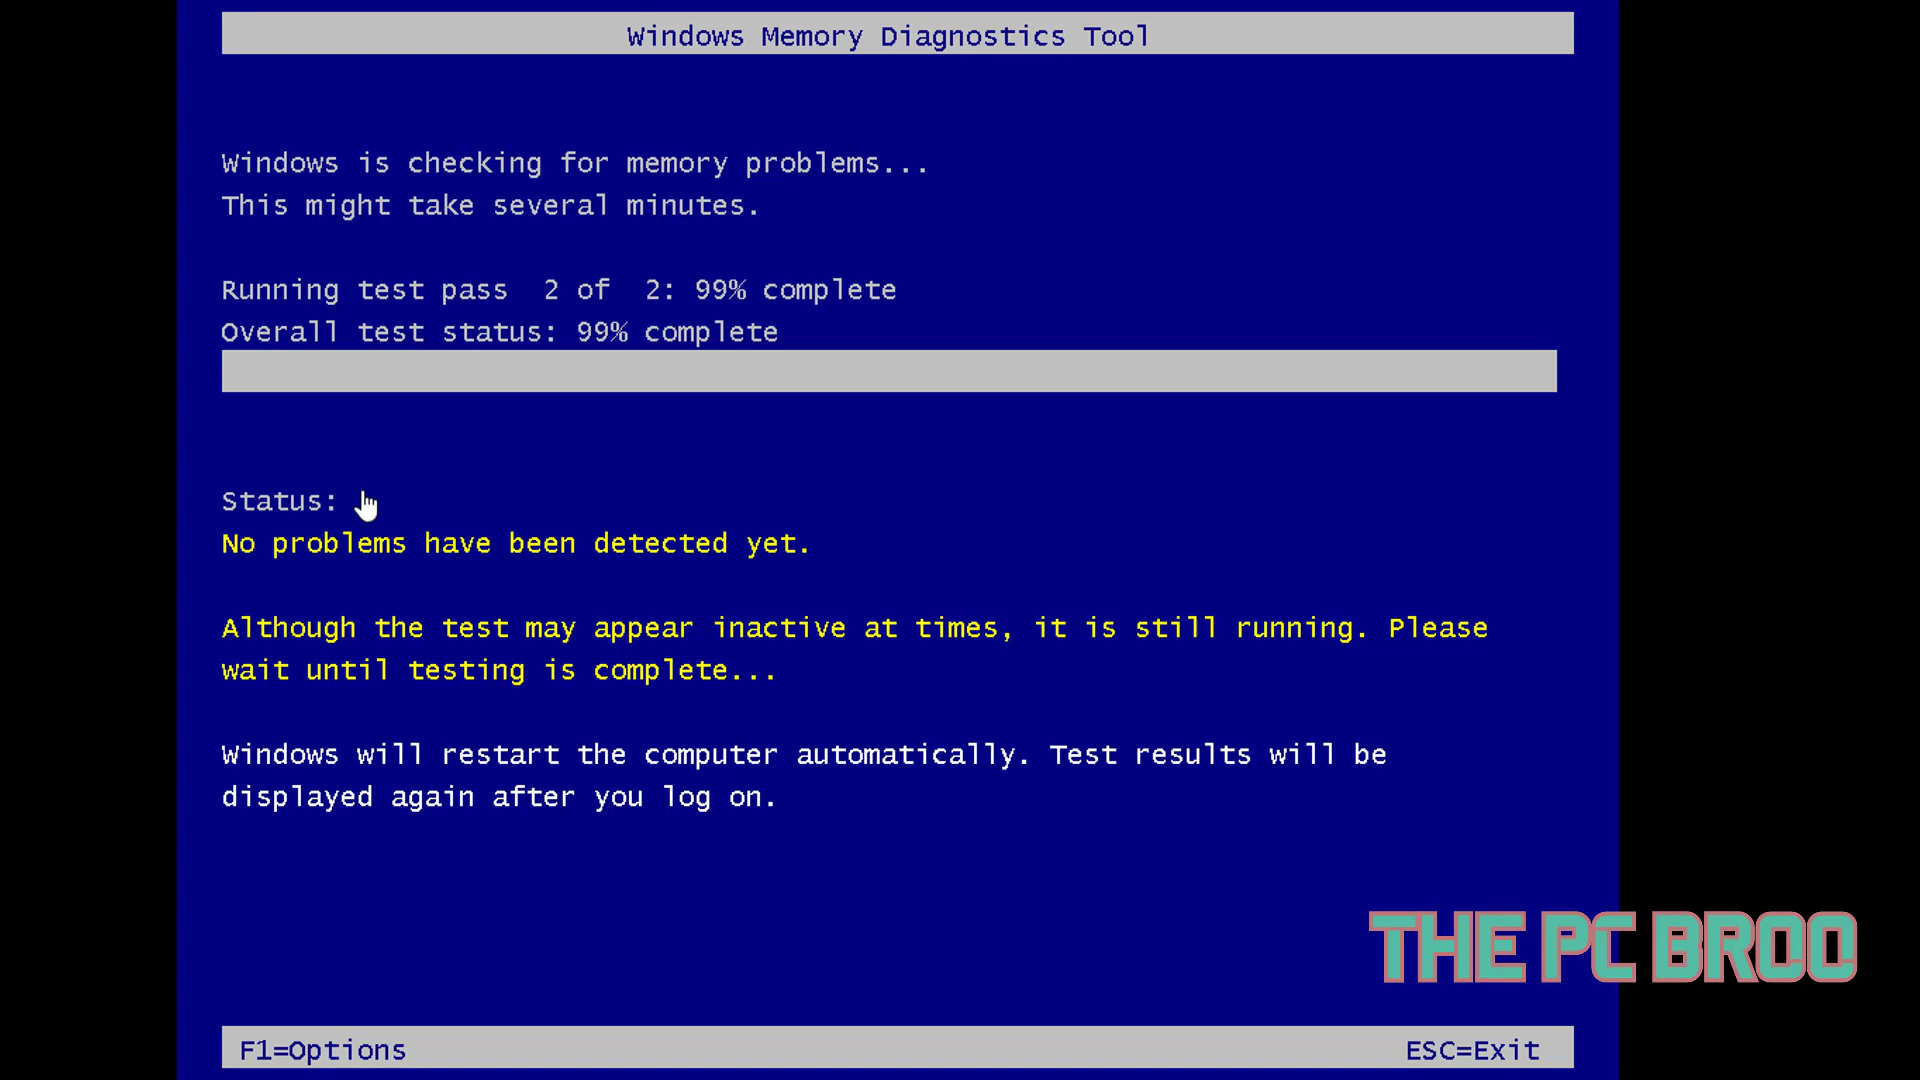 Windows Memory Diagnostics Tool
Windows is checking for memory problems...
This might take several minutes.
Running test pass  2 of  2: 99% complete
Overall test status: 99% complete
Status:
No problems have been detected yet.
Although the test may appear inactive at times, it is still running. Please
wait until testing is complete...
Windows will restart the computer automatically. Test results will be
displayed again after you log on.
THE PC BROO
F1=Options ESC=Exit